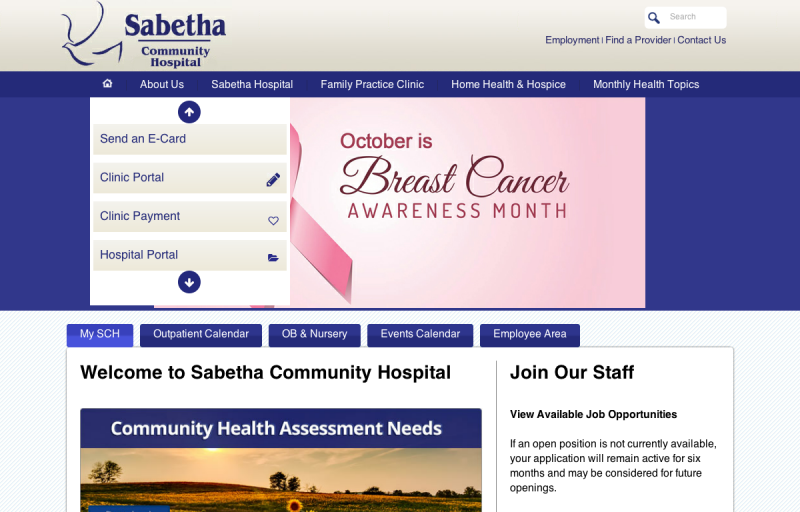 Sabetha
Community
Hospital
Search
Employment | Find a Provider | Contact Us
About Us
Sabetha Hospital
Family Practice Clinic
Home Health & Hospice
Monthly Health Topics
Send an E-Card
Clinic Portal
Clinic Payment
Hospital Portal
October is
Breast Cancer
AWARENESS MONTH
My SCH
Outpatient Calendar
OB & Nursery
Events Calendar
Employee Area
Welcome to Sabetha Community Hospital
Community Health Assessment Needs
Join Our Staff
View Available Job Opportunities
If an open position is not currently available,
your application will remain active for six
months and may be considered for future
openings.